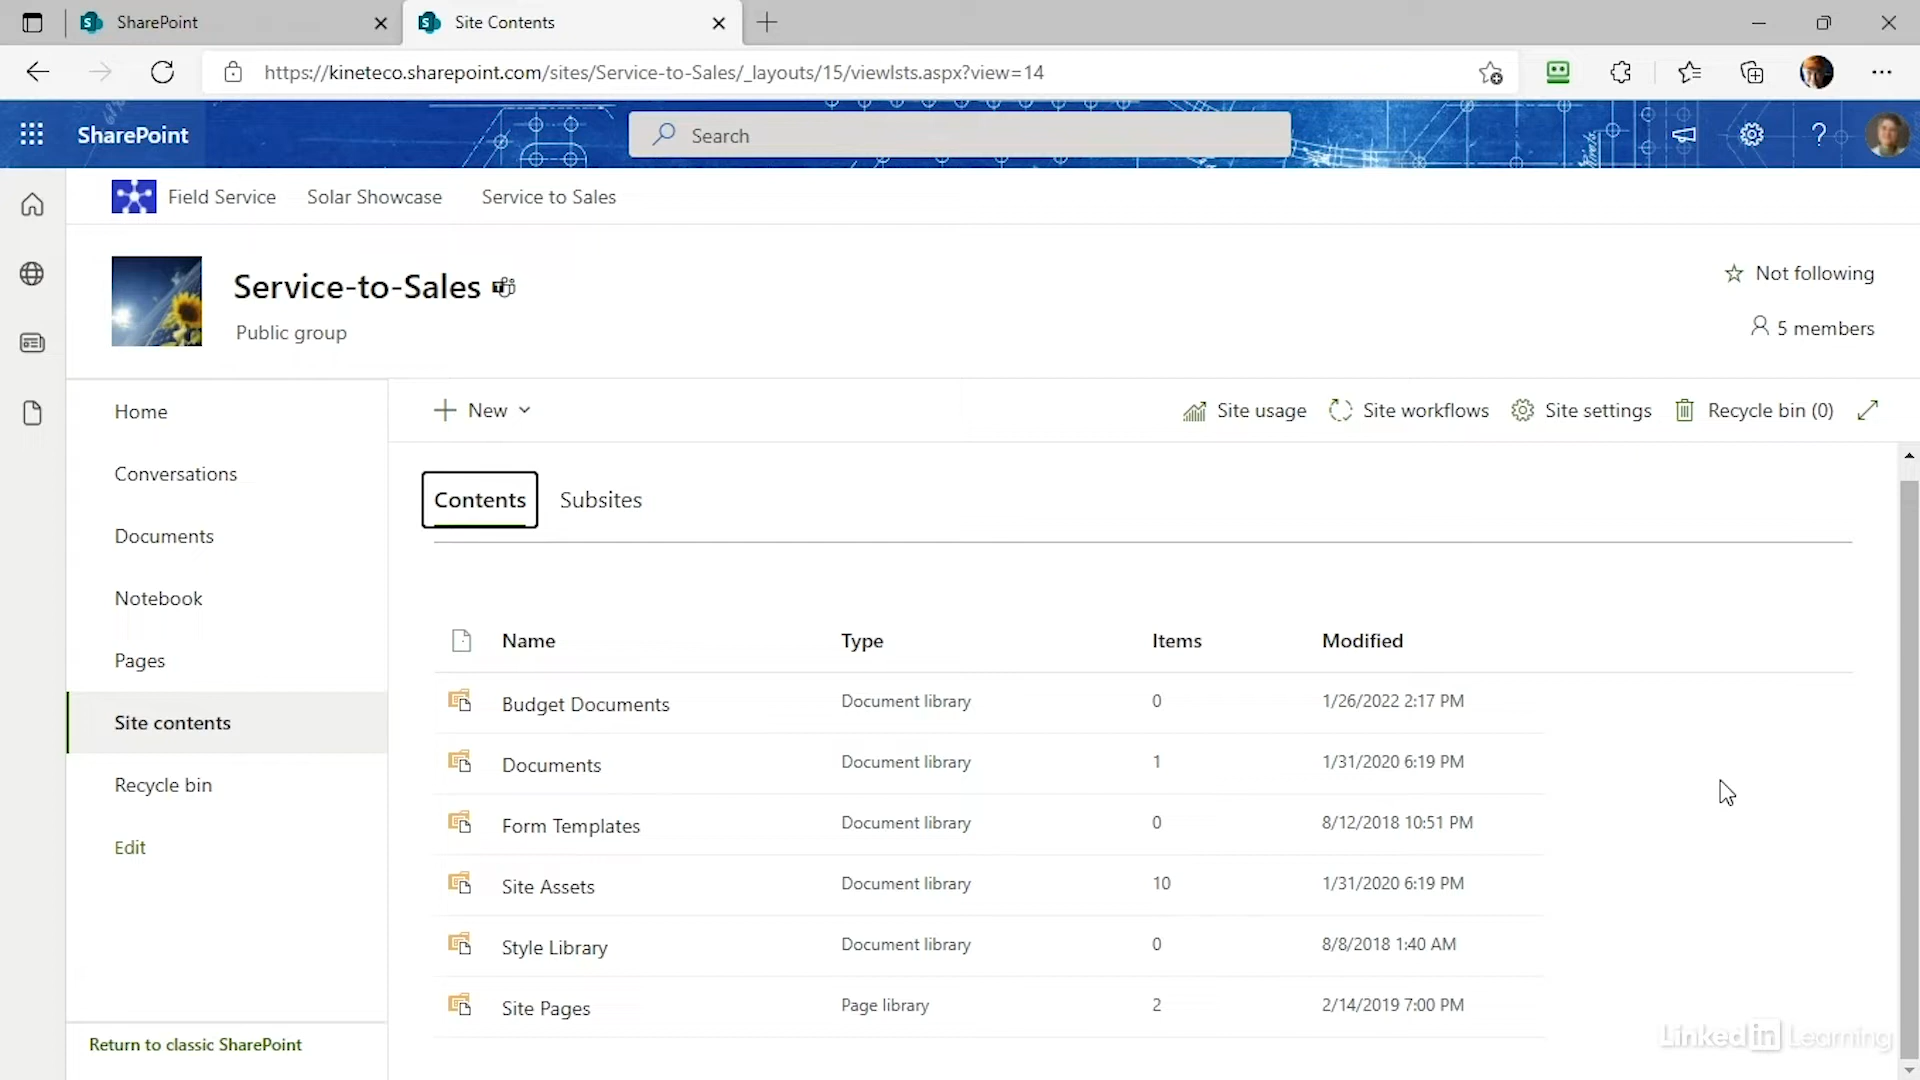 SharePoint
Site Contents
https://kineteco.sharepoint.com/sites/Service-to-Sales/_layouts/15/viewlsts.aspx?view=14
SharePoint
Search
Field Service
Solar Showcase
Service to Sales
Service-to-Sales
Public group
Not following
5 members
Home
Conversations
Documents
Notebook
Pages
Site contents
Recycle bin
Edit
Return to classic SharePoint
New
Site usage
Site workflows
Site settings
Recycle bin (0)
Contents
Subsites
Name Type Items Modified
Budget Documents Document library 0 1/26/2022 2:17 PM
Documents Document library 1 1/31/2020 6:19 PM
Form Templates Document library 0 8/12/2018 10:51 PM
Site Assets Document library 10 1/31/2020 6:19 PM
Style Library Document library 0 8/8/2018 1:40 AM
Site Pages Page library 2 2/14/2019 7:00 PM
LinkedIn Learning